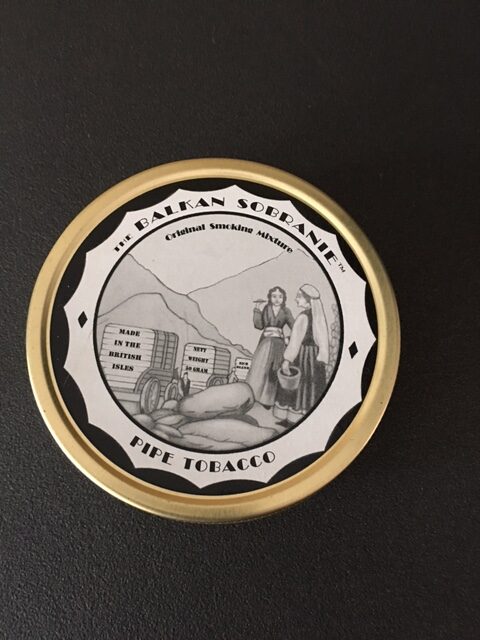 THE BALKAN SOBRANIE™
Original Smoking Mixture
MADE
IN THE
BRITISH
ISLES
NETT
WEIGHT
50 GRAM
PIPE TOBACCO